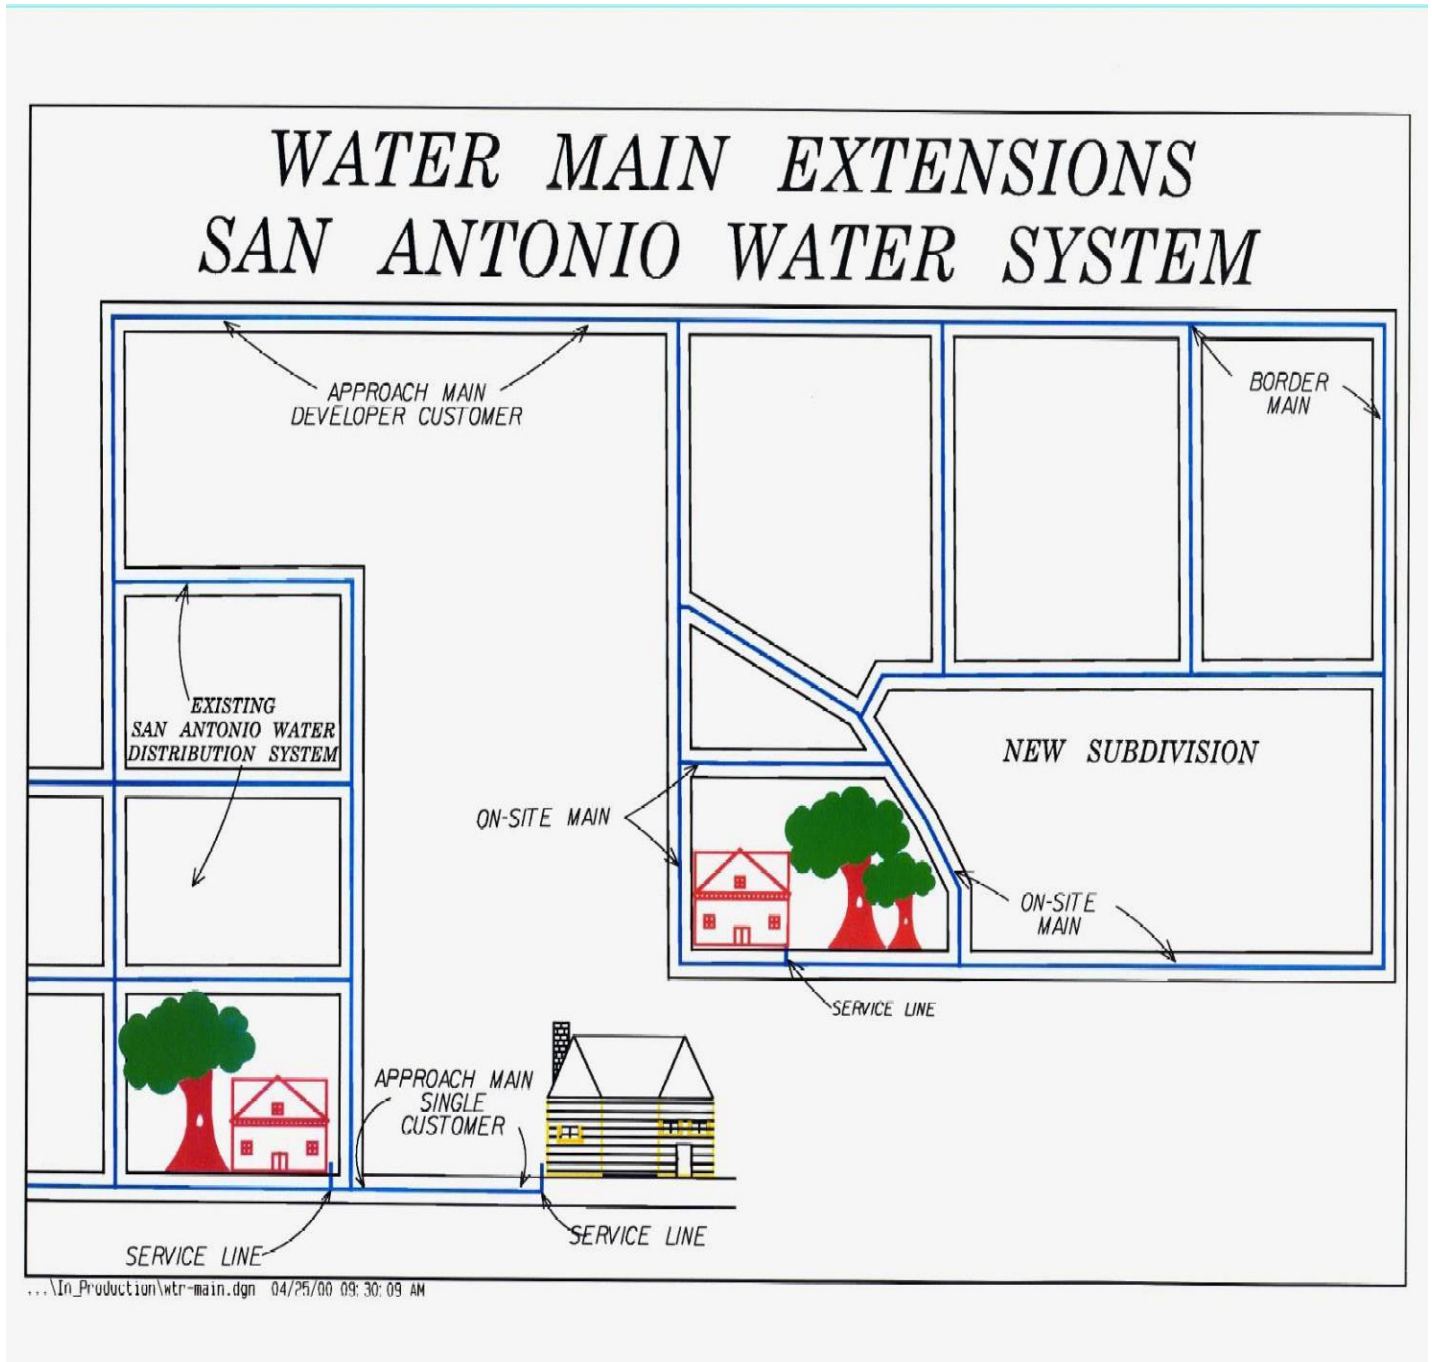 WATER MAIN EXTENSIONS
SAN ANTONIO WATER SYSTEM
APPROACH MAIN
DEVELOPER CUSTOMER
BORDER
MAIN
EXISTING
SAN ANTONIO WATER
DISTRIBUTION SYSTEM
NEW SUBDIVISION
ON-SITE MAIN
ON-SITE
MAIN
SERVICE LINE
APPROACH MAIN
SINGLE
CUSTOMER
SERVICE LINE
SERVICE LINE
...\In_Production\wtr-main.dgn 04/25/00 09:30:09 AM